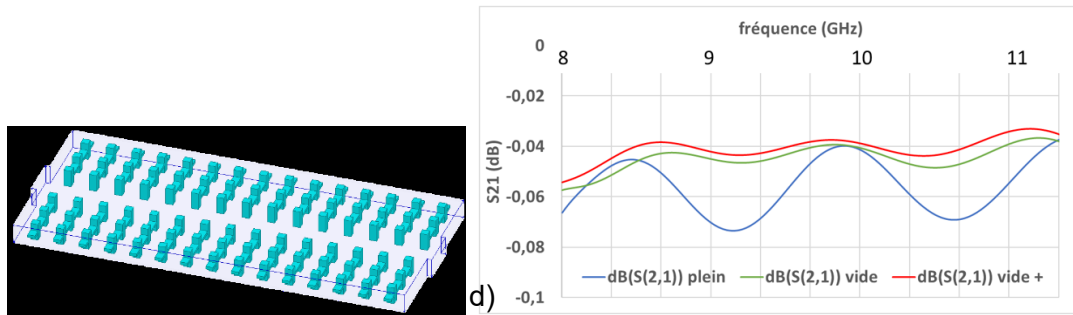 fréquence (GHz)
0
8 9 10 11
-0,02
-0,04
-0,06
-0,08
-0,1
S21 (dB)
dB(S(2,1)) plein dB(S(2,1)) vide dB(S(2,1)) vide +
d)